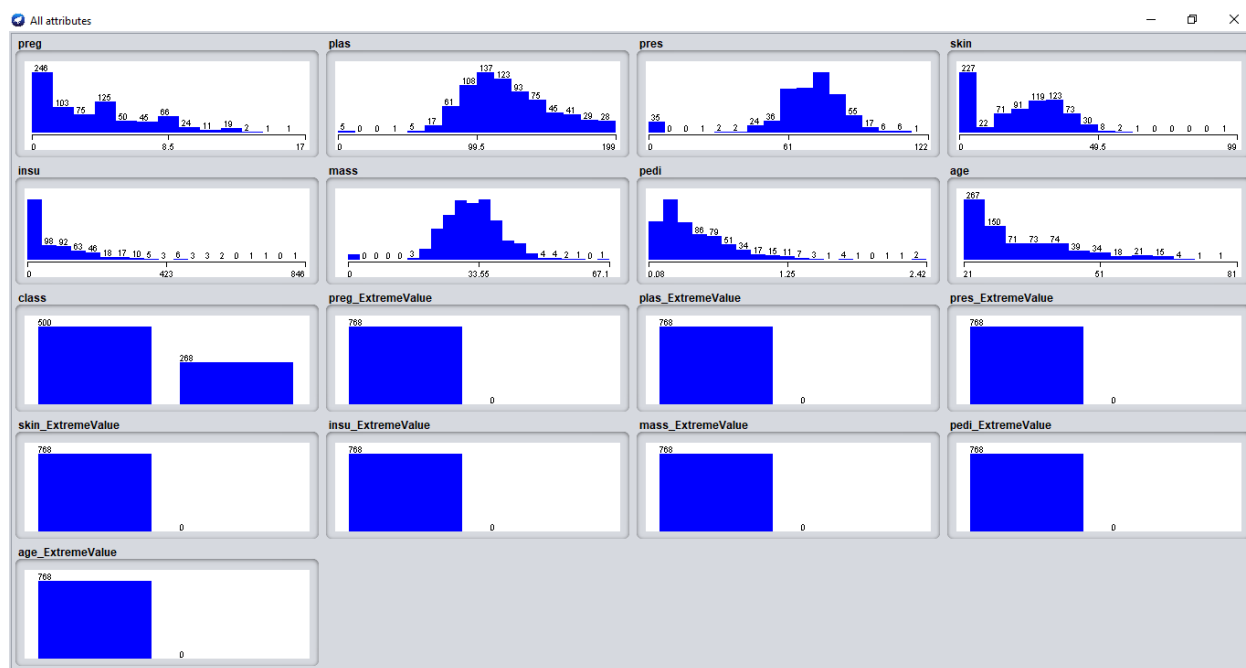 All attributes
preg plas pres skin
246 103 75 125 50 45 66 24 11 19 2 1 1
0 8.5 17
5 0 0 1 5 17 61 108 137 123 93 75 45 41 29 28
0 99.5 199
35 0 0 1 2 2 24 36 55 17 6 6 1
0 61 122
227 22 71 91 119 123 73 30 8 2 1 0 0 0 0 1
0 49.5 99
insu mass pedi age
98 92 63 46 18 17 10 5 3 6 3 3 2 0 1 1 0 1
0 423 846
0 0 0 0 3 4 4 2 1 0 1
0 33.55 67.1
86 79 51 34 17 15 11 7 3 1 4 1 0 1 1 2
0.08 1.25 2.42
267 150 71 73 74 39 34 18 21 15 4 1 1
21 51 81
class preg_ExtremeValue plas_ExtremeValue pres_ExtremeValue
500 268
768 0
768 0
768 0
skin_ExtremeValue insu_ExtremeValue mass_ExtremeValue pedi_ExtremeValue
768 0
768 0
768 0
768 0
age_ExtremeValue
768 0